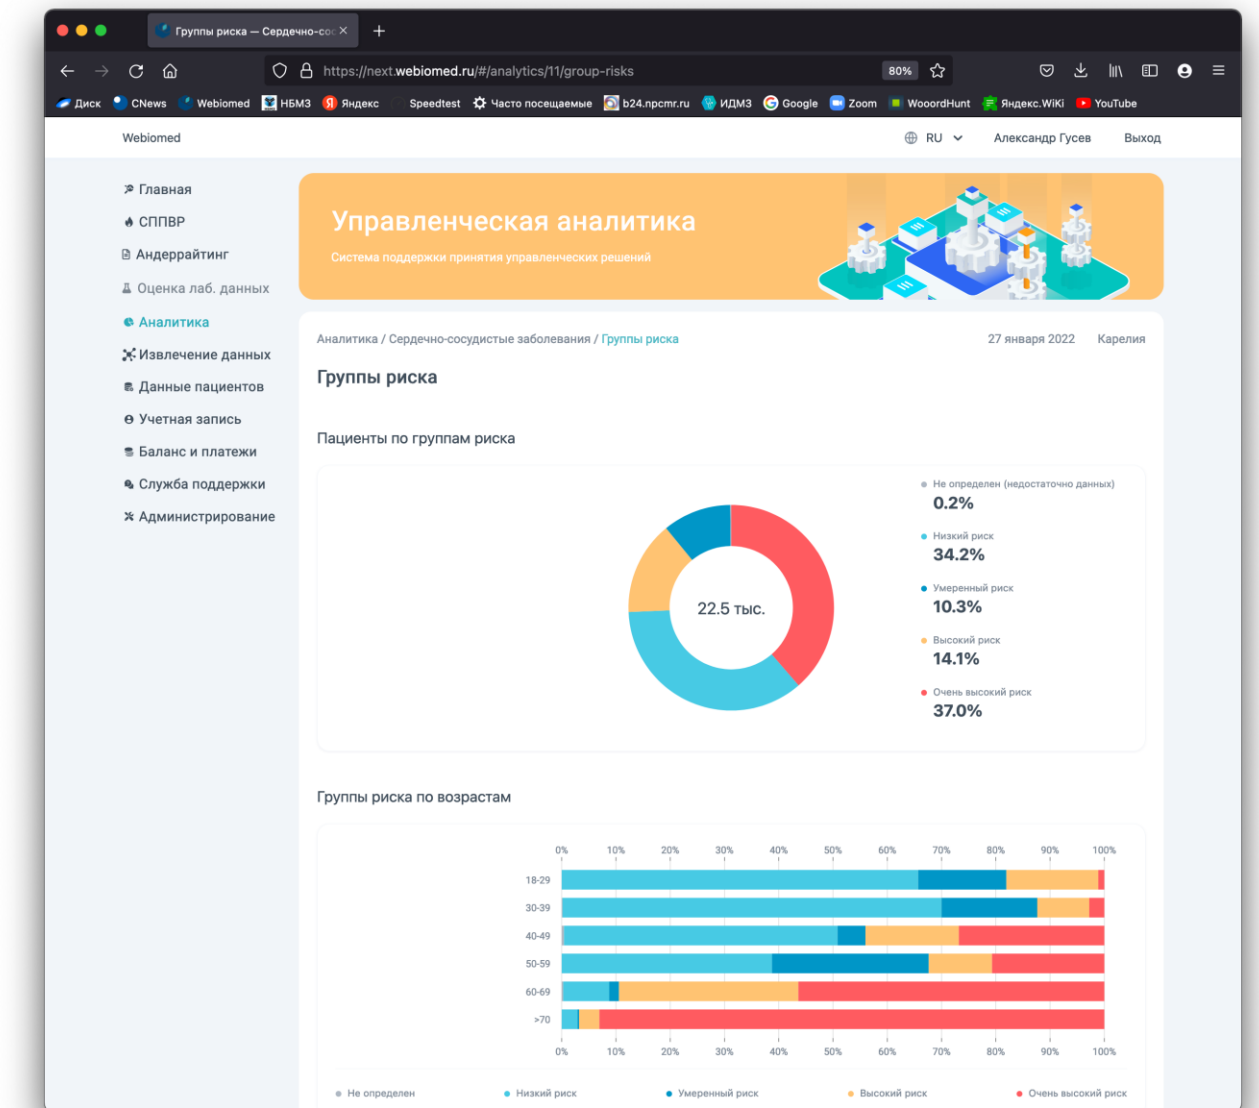 Группы риска — Сердечно-сос
https://next.webiomed.ru/#/analytics/11/group-risks
80%
Диск
CNews
Webiomed
НБМЗ
Яндекс
Speedtest
Часто посещаемые
b24.npcmr.ru
ИДМЗ
Google
Zoom
WooordHunt
Яндекс.WiKi
YouTube
Webiomed
RU
Александр Гусев
Выход
Главная
СППВР
Андеррайтинг
Оценка лаб. данных
Аналитика
Извлечение данных
Данные пациентов
Учетная запись
Баланс и платежи
Служба поддержки
Администрирование
Управленческая аналитика
Система поддержки принятия управленческих решений
Аналитика / Сердечно-сосудистые заболевания / Группы риска
27 января 2022
Карелия
Группы риска
Пациенты по группам риска
22.5 тыс.
Не определен (недостаточно данных)
0.2%
Низкий риск
34.2%
Умеренный риск
10.3%
Высокий риск
14.1%
Очень высокий риск
37.0%
Группы риска по возрастам
0% 10% 20% 30% 40% 50% 60% 70% 80% 90% 100%
18-29
30-39
40-49
50-59
60-69
>70
0% 10% 20% 30% 40% 50% 60% 70% 80% 90% 100%
Не определен
Низкий риск
Умеренный риск
Высокий риск
Очень высокий риск